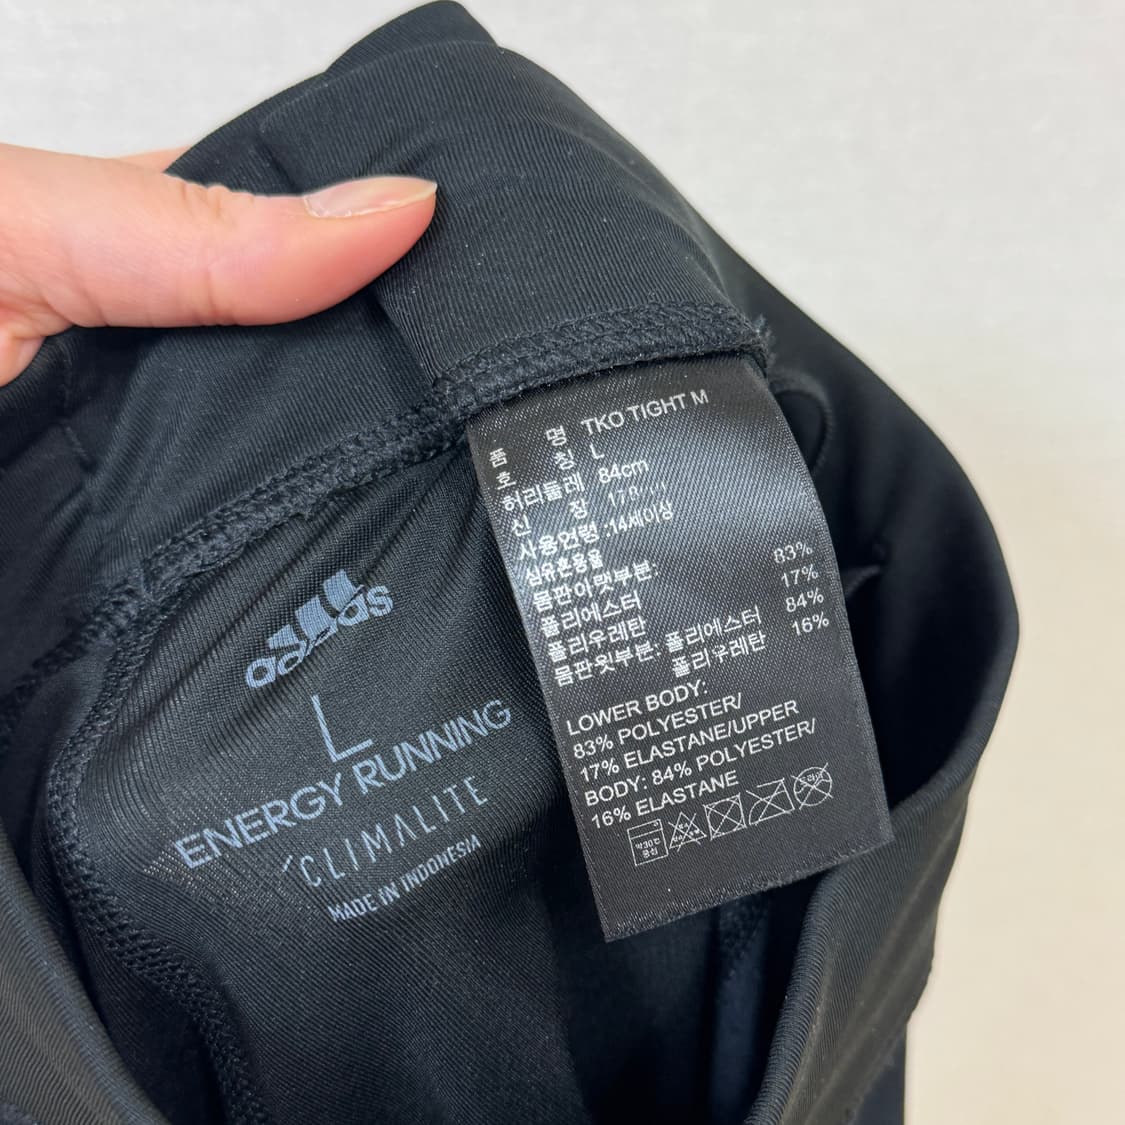 adidas
L
ENERGY RUNNING
CLIMALITE
MADE IN INDONESIA
품 명 TKO TIGHT M
호 칭 L
허리둘레 84cm
신 장
사용연령 :14세이상
섬유혼용율
몸판아랫부분:
폴리에스터 83%
폴리우레탄 17%
몸판윗부분: 폴리에스터 84%
폴리우레탄 16%
LOWER BODY:
83% POLYESTER/
17% ELASTANE/UPPER
BODY: 84% POLYESTER/
16% ELASTANE